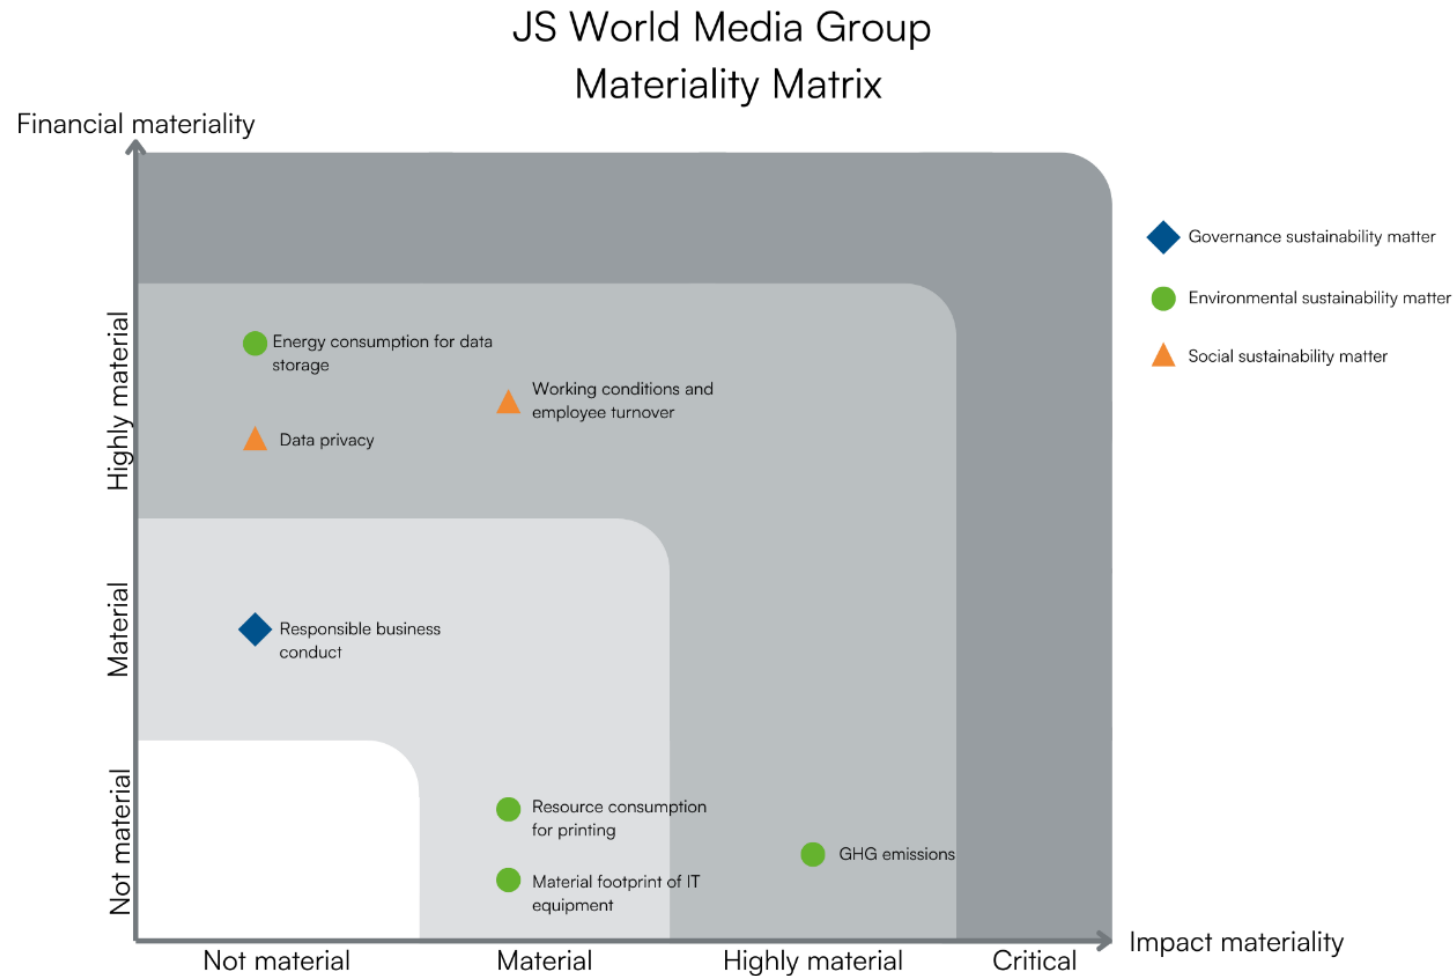 JS World Media Group
Materiality Matrix
Financial materiality
Governance sustainability matter
Environmental sustainability matter
Social sustainability matter
Highly material
Energy consumption for data
storage
Working conditions and
employee turnover
Data privacy
Material
Responsible business
conduct
Not material
Resource consumption
for printing
GHG emissions
Material footprint of IT
equipment
Impact materiality
Not material
Material
Highly material
Critical